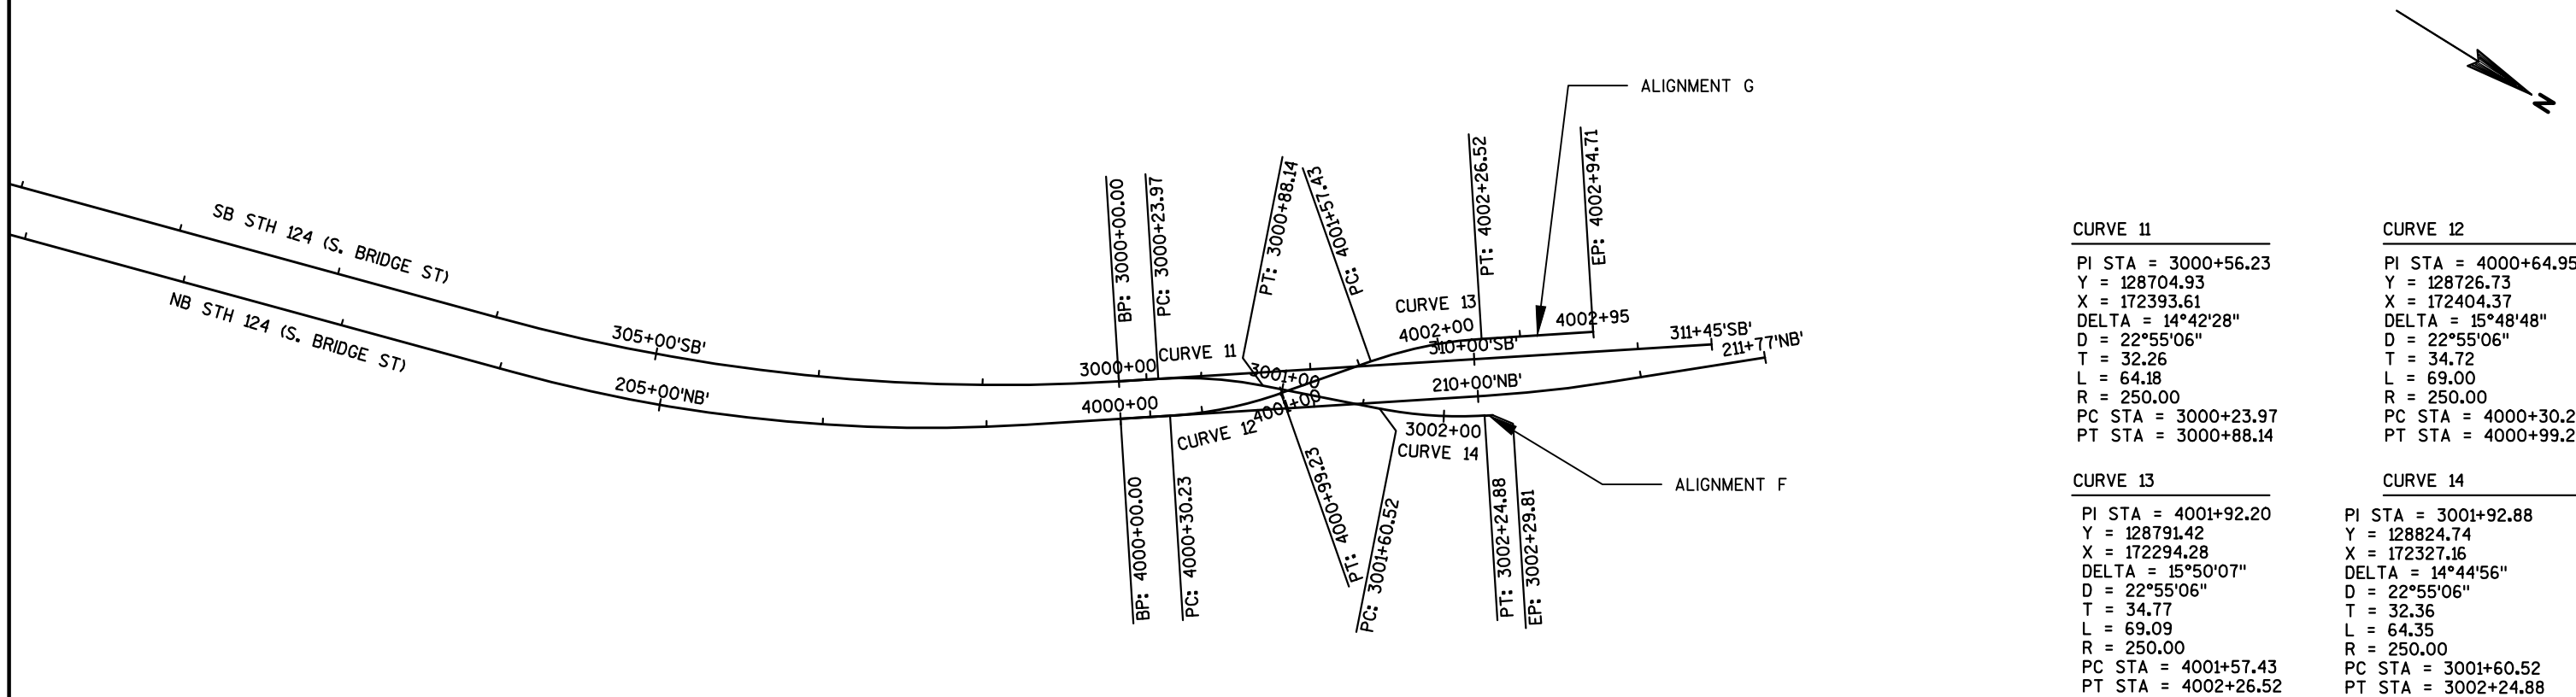 N
ALIGNMENT G
SB STH 124 (S. BRIDGE ST)
NB STH 124 (S. BRIDGE ST)
305+00'SB'
205+00'NB'
BP: 3000+00.00
PC: 3000+23.97
PT: 3000+88.14
PC: 4001+57.43
PT: 4002+26.52
EP: 4002+94.71
CURVE 13
4002+00
4002+95
310+00'SB'
311+45'SB'
211+77'NB'
3000+00
CURVE 11
3001+00
4000+00
CURVE 12
4001+00
210+00'NB'
3002+00
CURVE 14
ALIGNMENT F
BP: 4000+00.00
PC: 4000+30.23
PT: 4000+99.23
PC: 3001+60.52
PT: 3002+24.88
EP: 3002+29.81
CURVE 11
PI STA = 3000+56.23
Y = 128704.93
X = 172393.61
DELTA = 14°42'28"
D = 22°55'06"
T = 32.26
L = 64.18
R = 250.00
PC STA = 3000+23.97
PT STA = 3000+88.14
CURVE 12
PI STA = 4000+64.95
Y = 128726.73
X = 172404.37
DELTA = 15°48'48"
D = 22°55'06"
T = 34.72
L = 69.00
R = 250.00
PC STA = 4000+30.2
PT STA = 4000+99.2
CURVE 13
PI STA = 4001+92.20
Y = 128791.42
X = 172294.28
DELTA = 15°50'07"
D = 22°55'06"
T = 34.77
L = 69.09
R = 250.00
PC STA = 4001+57.43
PT STA = 4002+26.52
CURVE 14
PI STA = 3001+92.88
Y = 128824.74
X = 172327.16
DELTA = 14°44'56"
D = 22°55'06"
T = 32.36
L = 64.35
R = 250.00
PC STA = 3001+60.52
PT STA = 3002+24.88